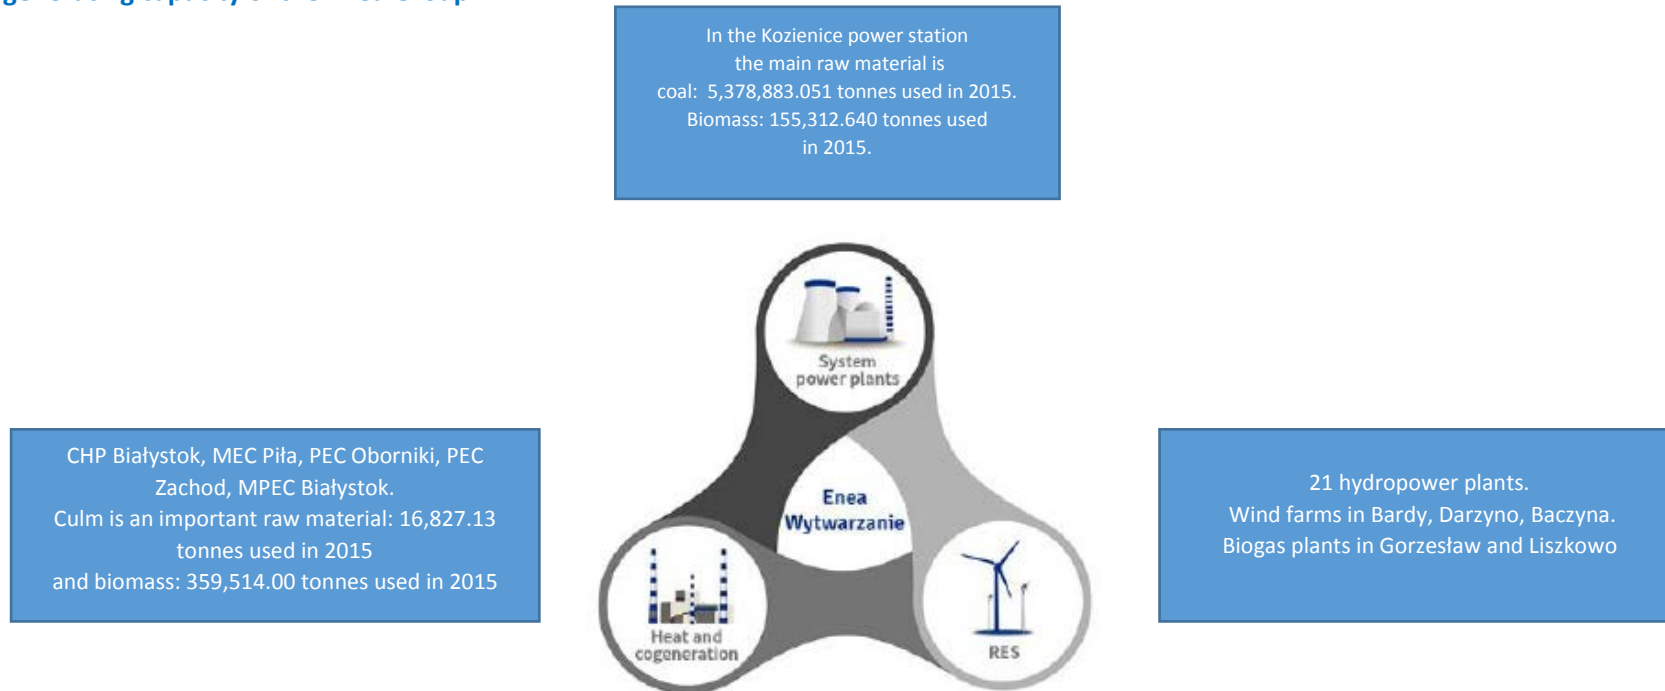 In the Kozienice power station
the main raw material is
coal: 5,378,883.051 tonnes used in 2015.
Biomass: 155,312.640 tonnes used
in 2015.
System
power plants
CHP Białystok, MEC Piła, PEC Oborniki, PEC
Zachod, MPEC Białystok.
Culm is an important raw material: 16,827.13
tonnes used in 2015
and biomass: 359,514.00 tonnes used in 2015
Enea
Wytwarzanie
21 hydropower plants.
Wind farms in Bardy, Darzyno, Baczyna.
Biogas plants in Gorzesław and Liszkowo
Heat and
cogeneration
RES